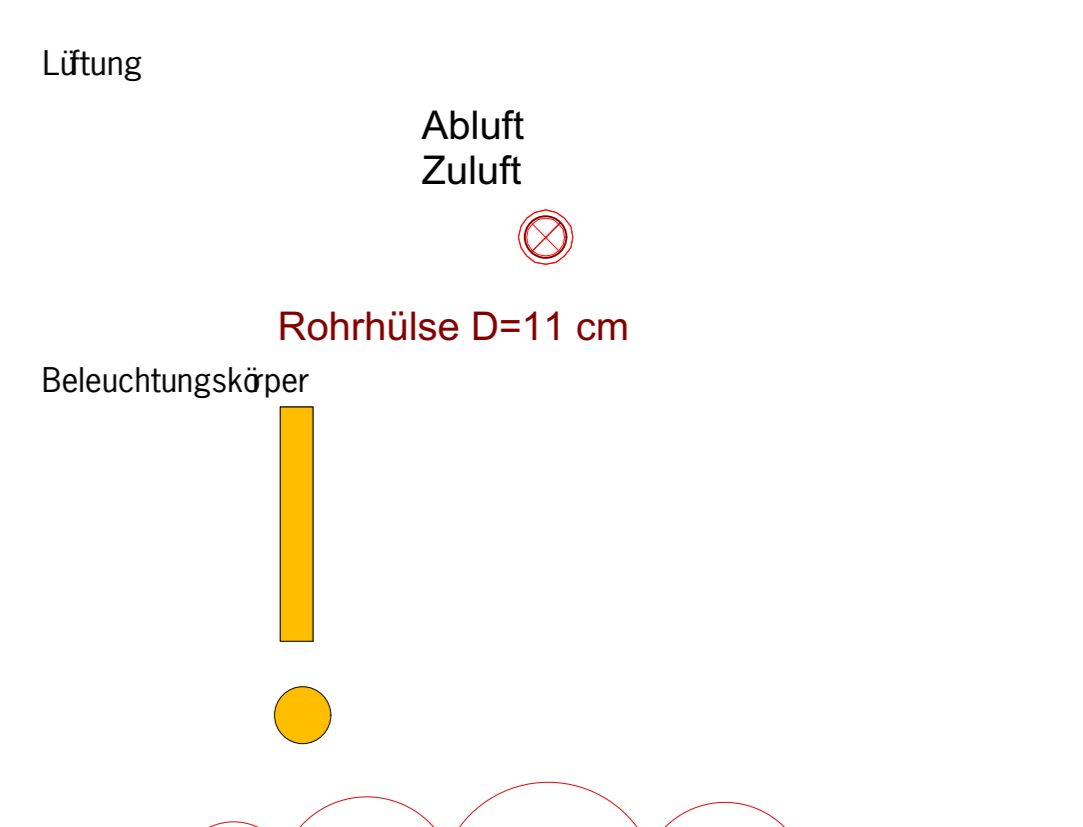 Lüftung
Abluft
Zuluft
Rohrhülse D=11 cm
Beleuchtungskörper